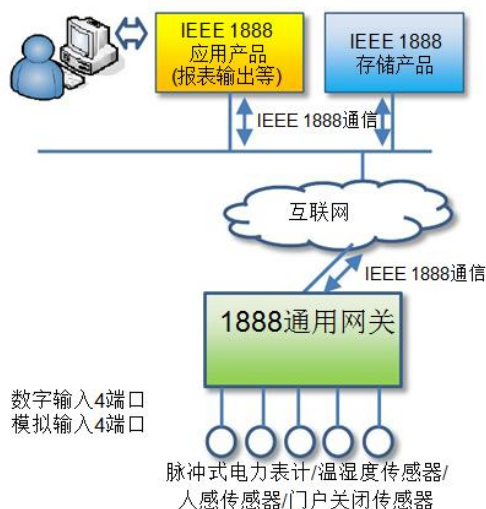 IEEE 1888
应用产品
(报表输出等)
IEEE 1888
存储产品
IEEE 1888通信
互联网
IEEE 1888通信
1888通用网关
数字输入4端口
模拟输入4端口
脉冲式电力表计/温湿度传感器/
人感传感器/门户关闭传感器